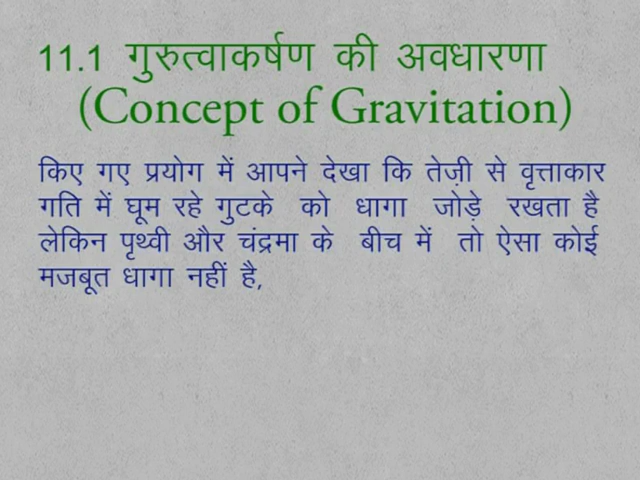 11.1 गुरुत्वाकर्षण की अवधारणा
(Concept of Gravitation)
किए गए प्रयोग में आपने देखा कि तेज़ी से वृत्ताकार
गति में घूम रहे गुटके को धागा जोड़े रखता है
लेकिन पृथ्वी और चंद्रमा के बीच में तो ऐसा कोई
मजबूत धागा नहीं है,